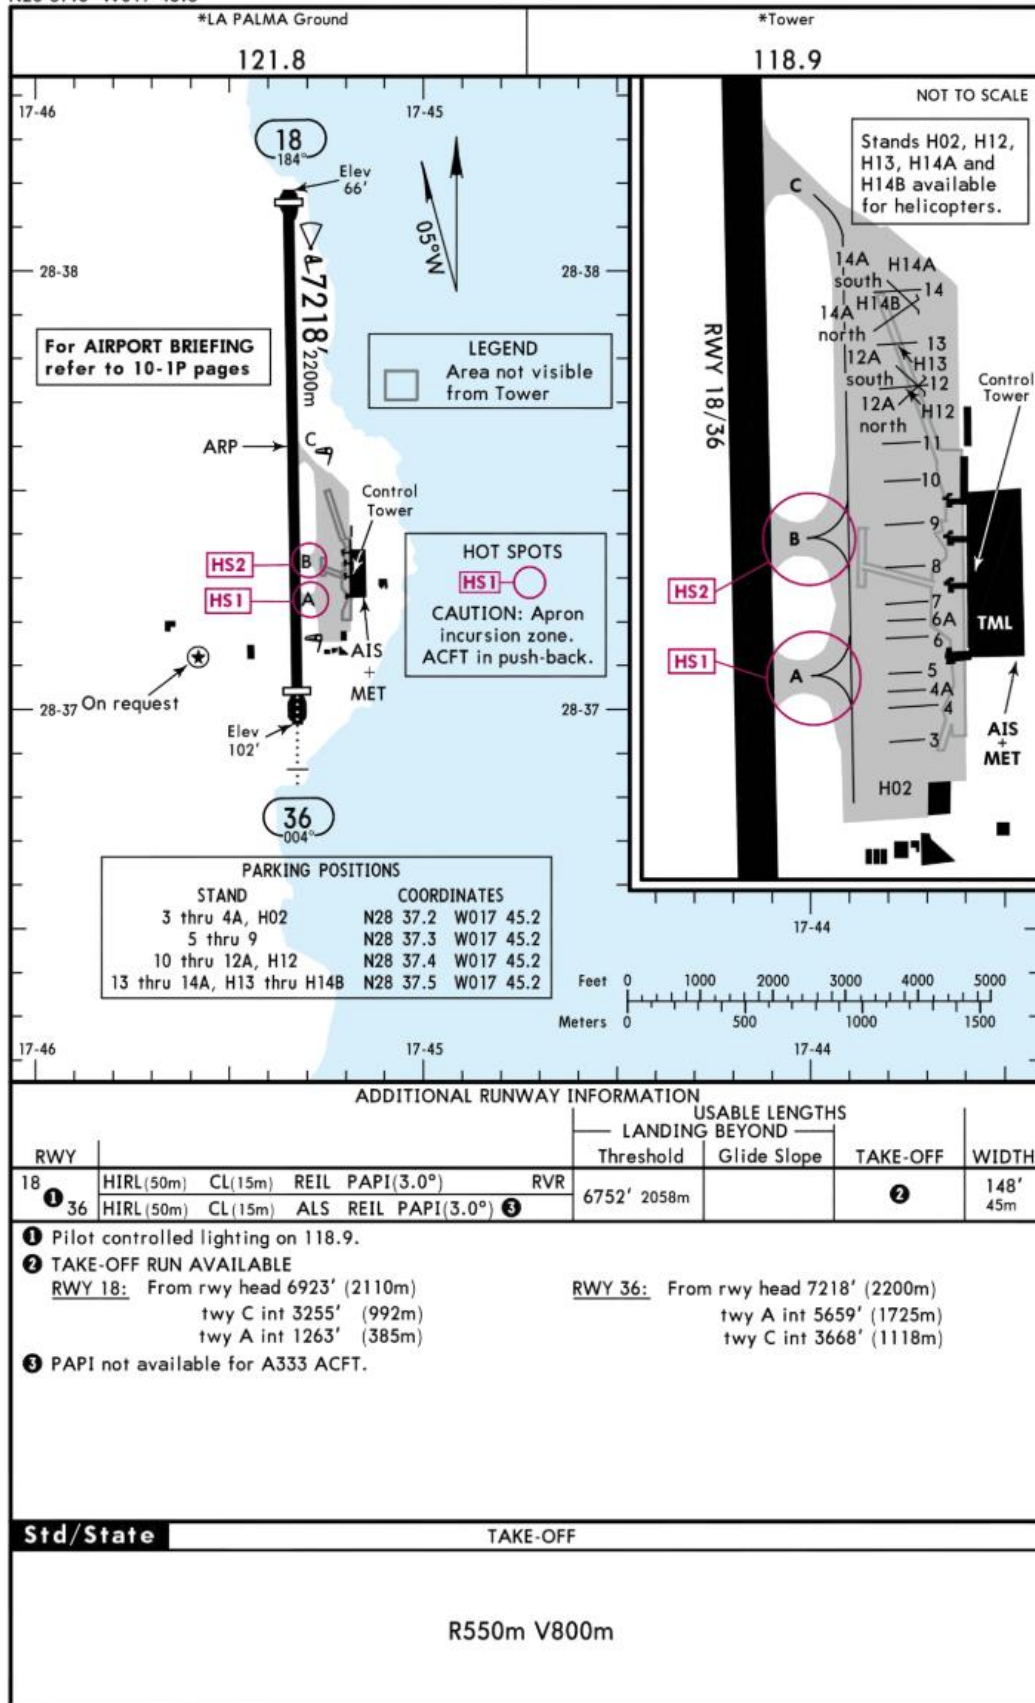 *LA PALMA Ground
121.8
*Tower
118.9
17-46
17-45
18
184°
Elev
66'
05°W
28-38
28-38
7218' 2200m
For AIRPORT BRIEFING
refer to 10-1P pages
LEGEND
Area not visible
from Tower
ARP
C
Control
Tower
HS2
B
HS1
A
HOT SPOTS
HS1
CAUTION: Apron
incursion zone.
ACFT in push-back.
AIS
+
MET
On request
28-37
28-37
Elev
102'
36
004°
NOT TO SCALE
Stands H02, H12,
H13, H14A and
H14B available
for helicopters.
C
14A
south
H14A
14
H14B
14A
north
13
H13
12A
south
12
H12
12A
north
11
10
9
8
7
6A
6
5
4A
4
3
H02
RWY 18/36
Control
Tower
B
HS2
HS1
A
TML
AIS
+
MET
PARKING POSITIONS
STAND COORDINATES
3 thru 4A, H02 N28 37.2 W017 45.2
5 thru 9 N28 37.3 W017 45.2
10 thru 12A, H12 N28 37.4 W017 45.2
13 thru 14A, H13 thru H14B N28 37.5 W017 45.2
17-44
Feet 0 1000 2000 3000 4000 5000
Meters 0 500 1000 1500
17-46
17-45
17-44
ADDITIONAL RUNWAY INFORMATION
USABLE LENGTHS
LANDING BEYOND
RWY Threshold Glide Slope TAKE-OFF WIDTH
18 HIRL(50m) CL(15m) REIL PAPI(3.0°) RVR
❶ 6752' 2058m ❷ 148' 45m
36 HIRL(50m) CL(15m) ALS REIL PAPI(3.0°) ❸
❶ Pilot controlled lighting on 118.9.
❷ TAKE-OFF RUN AVAILABLE
RWY 18: From rwy head 6923' (2110m)
twy C int 3255' (992m)
twy A int 1263' (385m)
RWY 36: From rwy head 7218' (2200m)
twy A int 5659' (1725m)
twy C int 3668' (1118m)
❸ PAPI not available for A333 ACFT.
Std/State
TAKE-OFF
R550m V800m